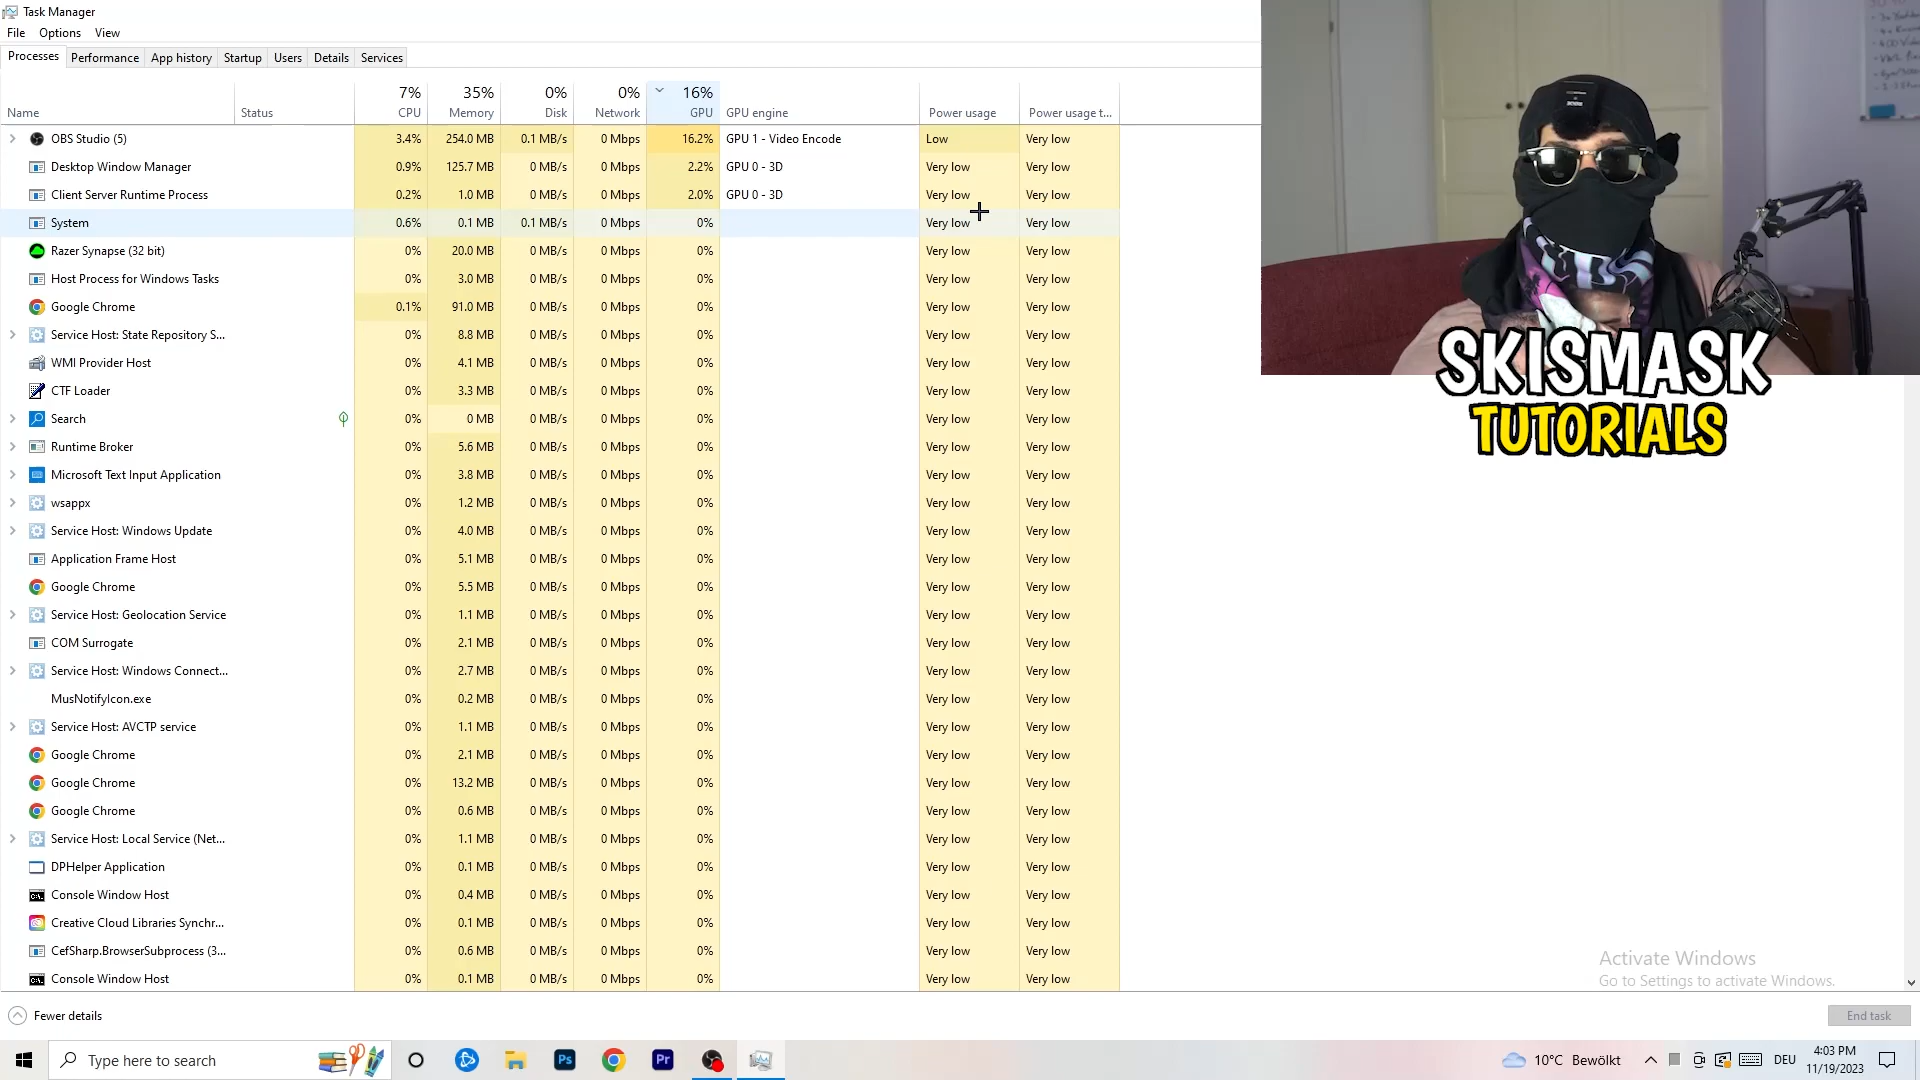 Task Manager
File Options View
Processes Performance App history Startup Users Details Services
7% 35% 0% 0% 16%
Name Status CPU Memory Disk Network GPU GPU engine Power usage Power usage t...
OBS Studio (5) 3.4% 254.0 MB 0.1 MB/s 0 Mbps 16.2% GPU 1 - Video Encode Low Very low
Desktop Window Manager 0.9% 125.7 MB 0 MB/s 0 Mbps 2.2% GPU 0 - 3D Very low Very low
Client Server Runtime Process 0.2% 1.0 MB 0 MB/s 0 Mbps 2.0% GPU 0 - 3D Very low Very low
System 0.6% 0.1 MB 0.1 MB/s 0 Mbps 0% Very low Very low
Razer Synapse (32 bit) 0% 20.0 MB 0 MB/s 0 Mbps 0% Very low Very low
Host Process for Windows Tasks 0% 3.0 MB 0 MB/s 0 Mbps 0% Very low Very low
Google Chrome 0.1% 91.0 MB 0 MB/s 0 Mbps 0% Very low Very low
Service Host: State Repository S... 0% 8.8 MB 0 MB/s 0 Mbps 0% Very low Very low
WMI Provider Host 0% 4.1 MB 0 MB/s 0 Mbps 0% Very low Very low
CTF Loader 0% 3.3 MB 0 MB/s 0 Mbps 0% Very low Very low
Search 0% 0 MB 0 MB/s 0 Mbps 0% Very low Very low
Runtime Broker 0% 5.6 MB 0 MB/s 0 Mbps 0% Very low Very low
Microsoft Text Input Application 0% 3.8 MB 0 MB/s 0 Mbps 0% Very low Very low
wsappx 0% 1.2 MB 0 MB/s 0 Mbps 0% Very low Very low
Service Host: Windows Update 0% 4.0 MB 0 MB/s 0 Mbps 0% Very low Very low
Application Frame Host 0% 5.1 MB 0 MB/s 0 Mbps 0% Very low Very low
Google Chrome 0% 5.5 MB 0 MB/s 0 Mbps 0% Very low Very low
Service Host: Geolocation Service 0% 1.1 MB 0 MB/s 0 Mbps 0% Very low Very low
COM Surrogate 0% 2.1 MB 0 MB/s 0 Mbps 0% Very low Very low
Service Host: Windows Connect... 0% 2.7 MB 0 MB/s 0 Mbps 0% Very low Very low
MusNotifyIcon.exe 0% 0.2 MB 0 MB/s 0 Mbps 0% Very low Very low
Service Host: AVCTP service 0% 1.1 MB 0 MB/s 0 Mbps 0% Very low Very low
Google Chrome 0% 2.1 MB 0 MB/s 0 Mbps 0% Very low Very low
Google Chrome 0% 13.2 MB 0 MB/s 0 Mbps 0% Very low Very low
Google Chrome 0% 0.6 MB 0 MB/s 0 Mbps 0% Very low Very low
Service Host: Local Service (Net... 0% 1.1 MB 0 MB/s 0 Mbps 0% Very low Very low
DPHelper Application 0% 0.1 MB 0 MB/s 0 Mbps 0% Very low Very low
Console Window Host 0% 0.4 MB 0 MB/s 0 Mbps 0% Very low Very low
Creative Cloud Libraries Synchr... 0% 0.1 MB 0 MB/s 0 Mbps 0% Very low Very low
CefSharp.BrowserSubprocess (3... 0% 0.6 MB 0 MB/s 0 Mbps 0% Very low Very low
Console Window Host 0% 0.1 MB 0 MB/s 0 Mbps 0% Very low Very low
SKISMASK
TUTORIALS
Activate Windows
Go to Settings to activate Windows.
Fewer details End task
Type here to search Ps Pr 10°C Bewölkt DEU 4:03 PM
11/19/2023